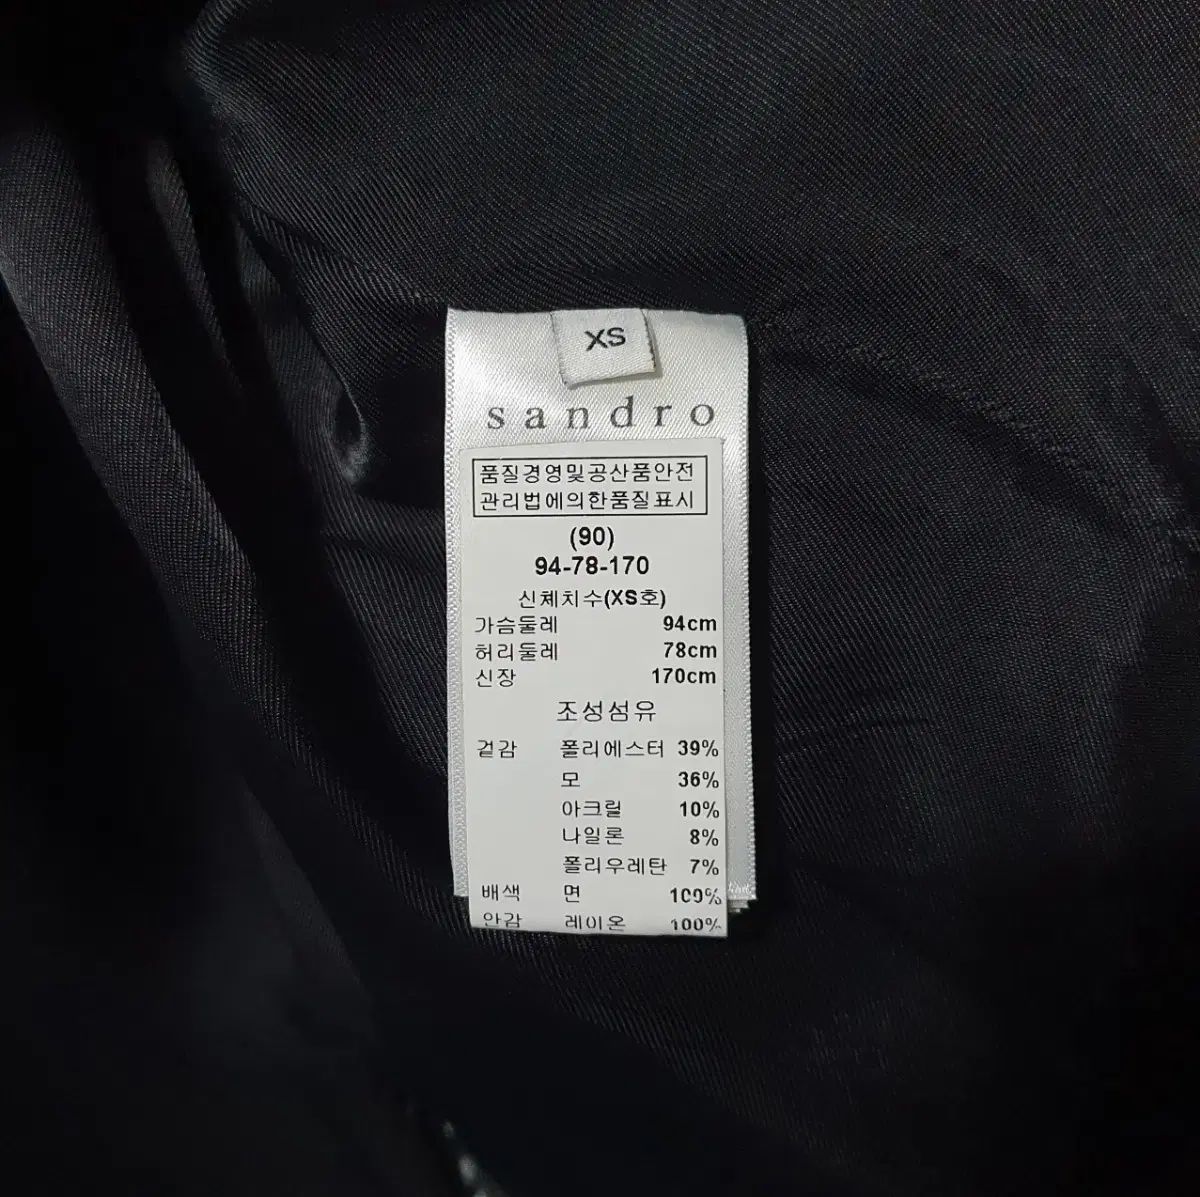 XS
sandro
품질경영및공산품안전
관리법에의한품질표시
(90)
94-78-170
신체치수(XS호)
가슴둘레 94cm
허리둘레 78cm
신장 170cm
조성섬유
겉감 폴리에스터 39%
모 36%
아크릴 10%
나일론 8%
폴리우레탄 7%
배색 면 100%
안감 레이온 100%